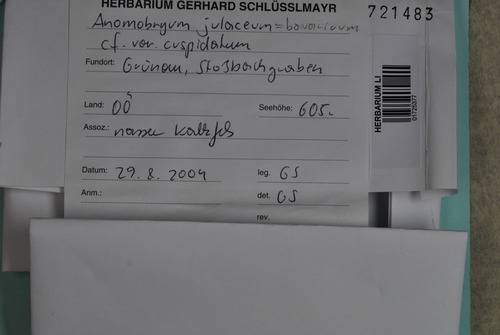 HERBARIUM GERHARD SCHLÜSSLMAYR
721483
Anomobryum julaceum = bavaricum
cf. var. cuspidatum
Fundort: Grünau, Stoßbachgraben
Land: OÖ Seehöhe: 605.
Assoz.: nasser Kalkfels
HERBARIUM LI
Datum: 29. 8. 2004 leg. GS
Anm.: det. GS
rev.